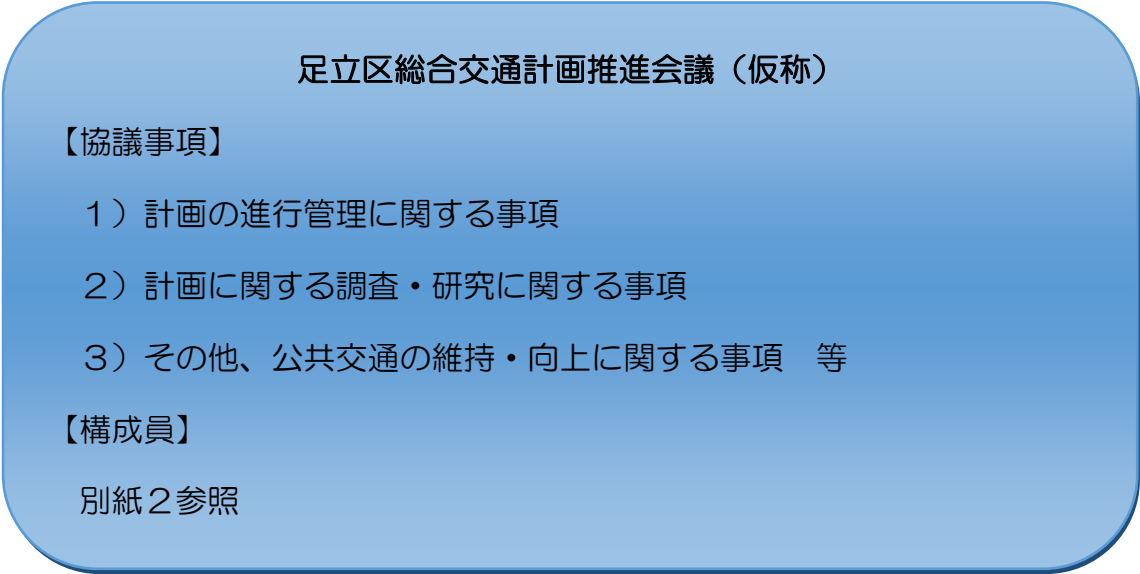 足立区総合交通計画推進会議（仮称）
【協議事項】
１）計画の進行管理に関する事項
２）計画に関する調査・研究に関する事項
３）その他、公共交通の維持・向上に関する事項　等
【構成員】
別紙２参照